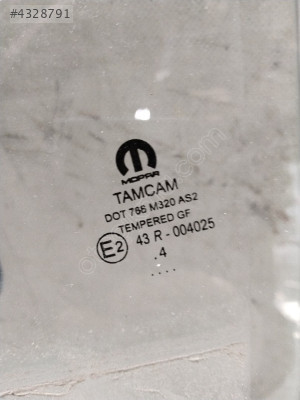 #4328791
MOPAR
TAMCAM
DOT 766 M320 AS2
TEMPERED GF
E2 43 R - 004025
.4
....